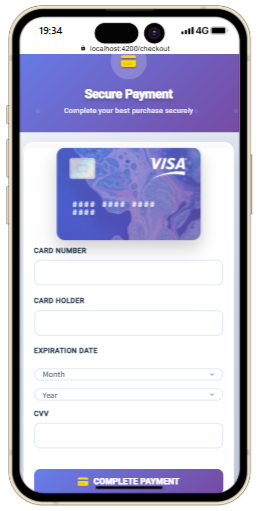 19:34
4G
localhost:4200/checkout
Secure Payment
Complete your best purchase securely
VISA
#### #### ####
####
CARD NUMBER
CARD HOLDER
EXPIRATION DATE
Month
Year
CVV
COMPLETE PAYMENT